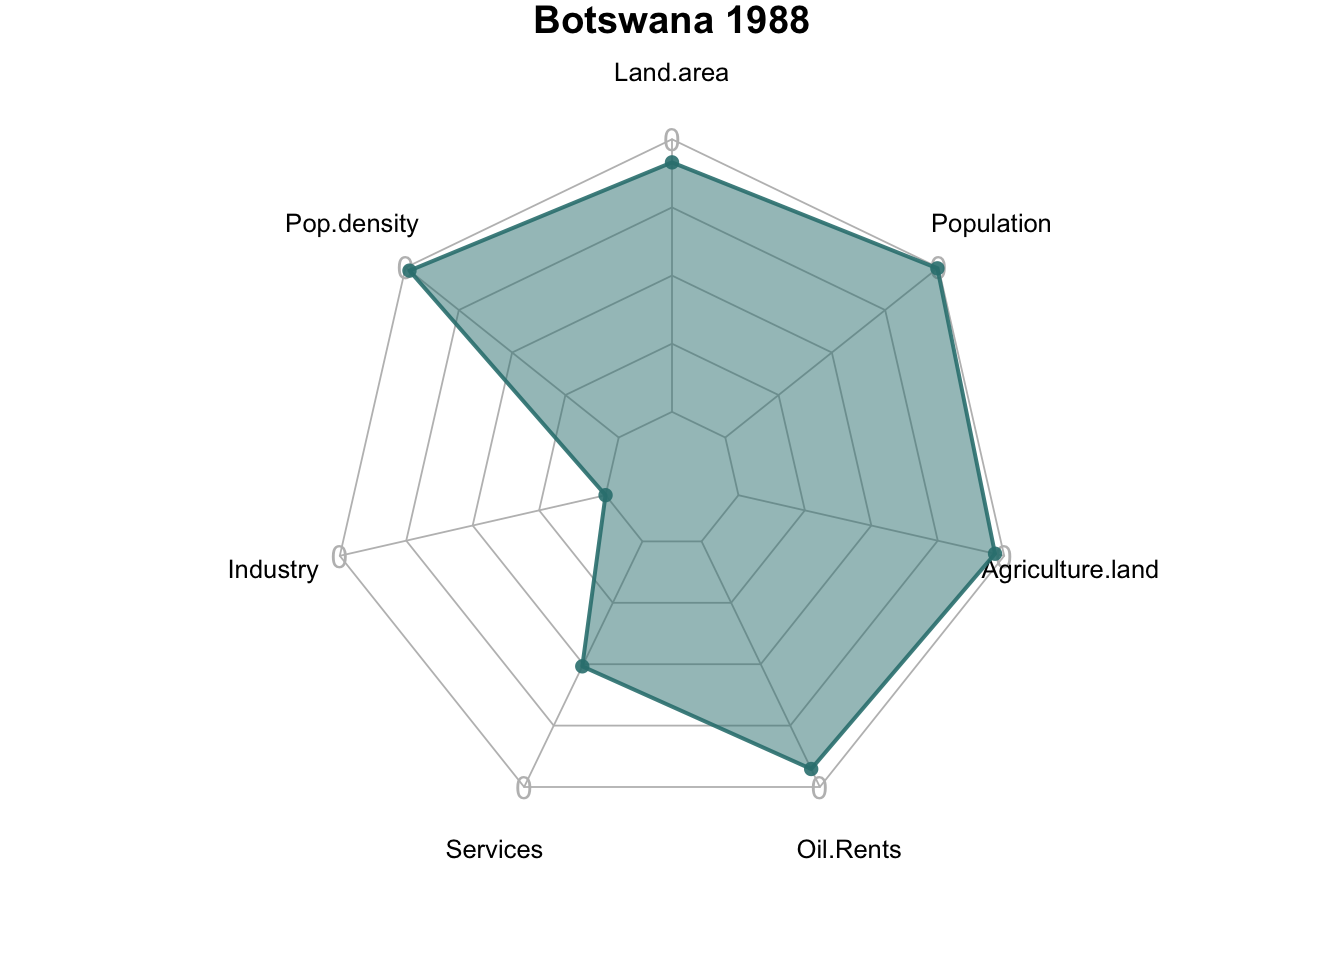 Botswana 1988
Land.area
0
Pop.density
Population
0
0
Industry
0
0
Agriculture.land
0
0
Services
Oil.Rents